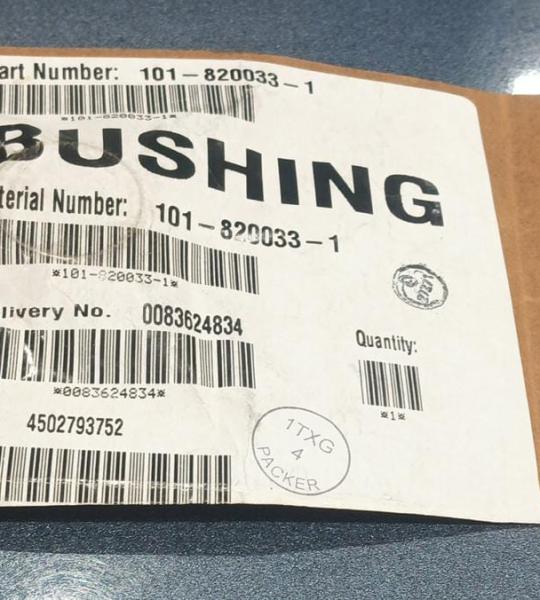 art Number: 101-820033-1
*101-820033-1*
BUSHING
terial Number: 101-820033-1
*101-820033-1*
livery No. 0083624834
*0083624834*
Quantity:
*1*
4502793752
1TXG
4
PACKER